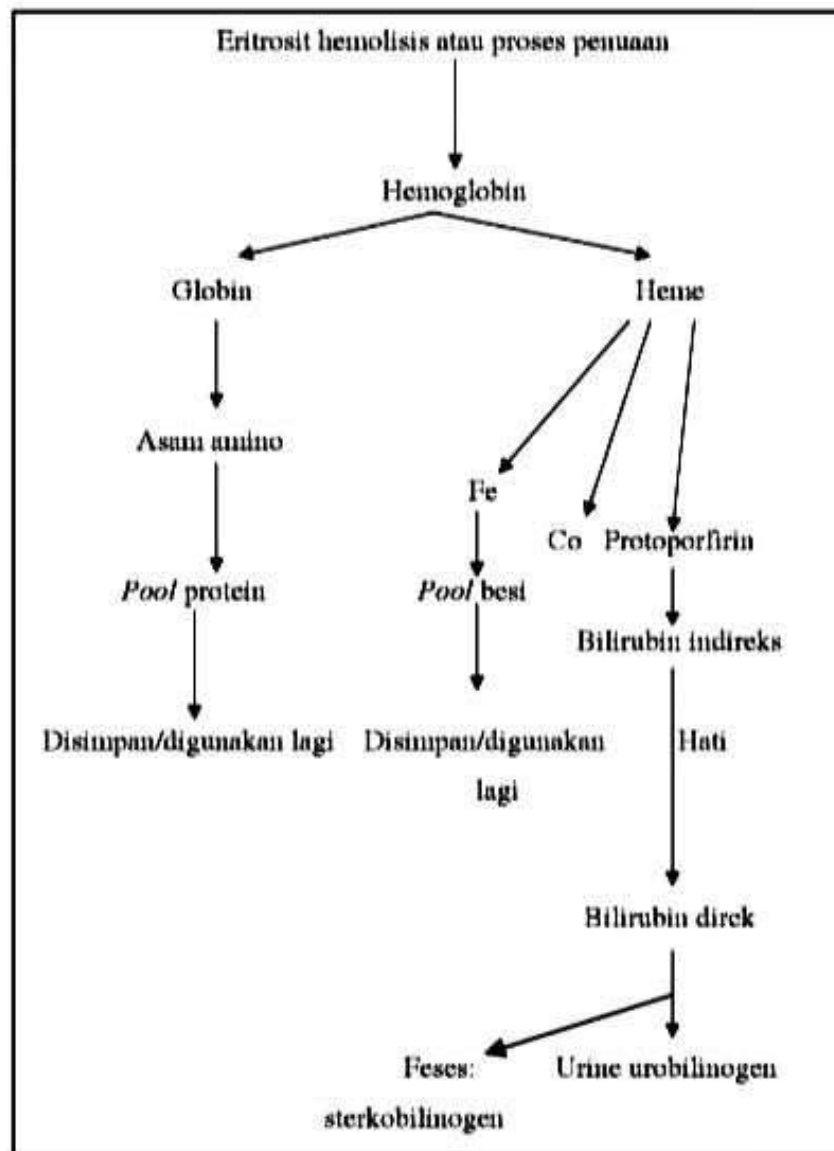 Eritrosit hemolisis atau proses penuaan
Hemoglobin
Globin
Heme
Asam amino
Fe
Co
Protoporfirin
Pool protein
Pool besi
Bilirubin indireks
Disimpan/digunakan lagi
Disimpan/digunakan
lagi
Hati
Bilirubin direk
Feses:
sterkobilinogen
Urine urobilinogen